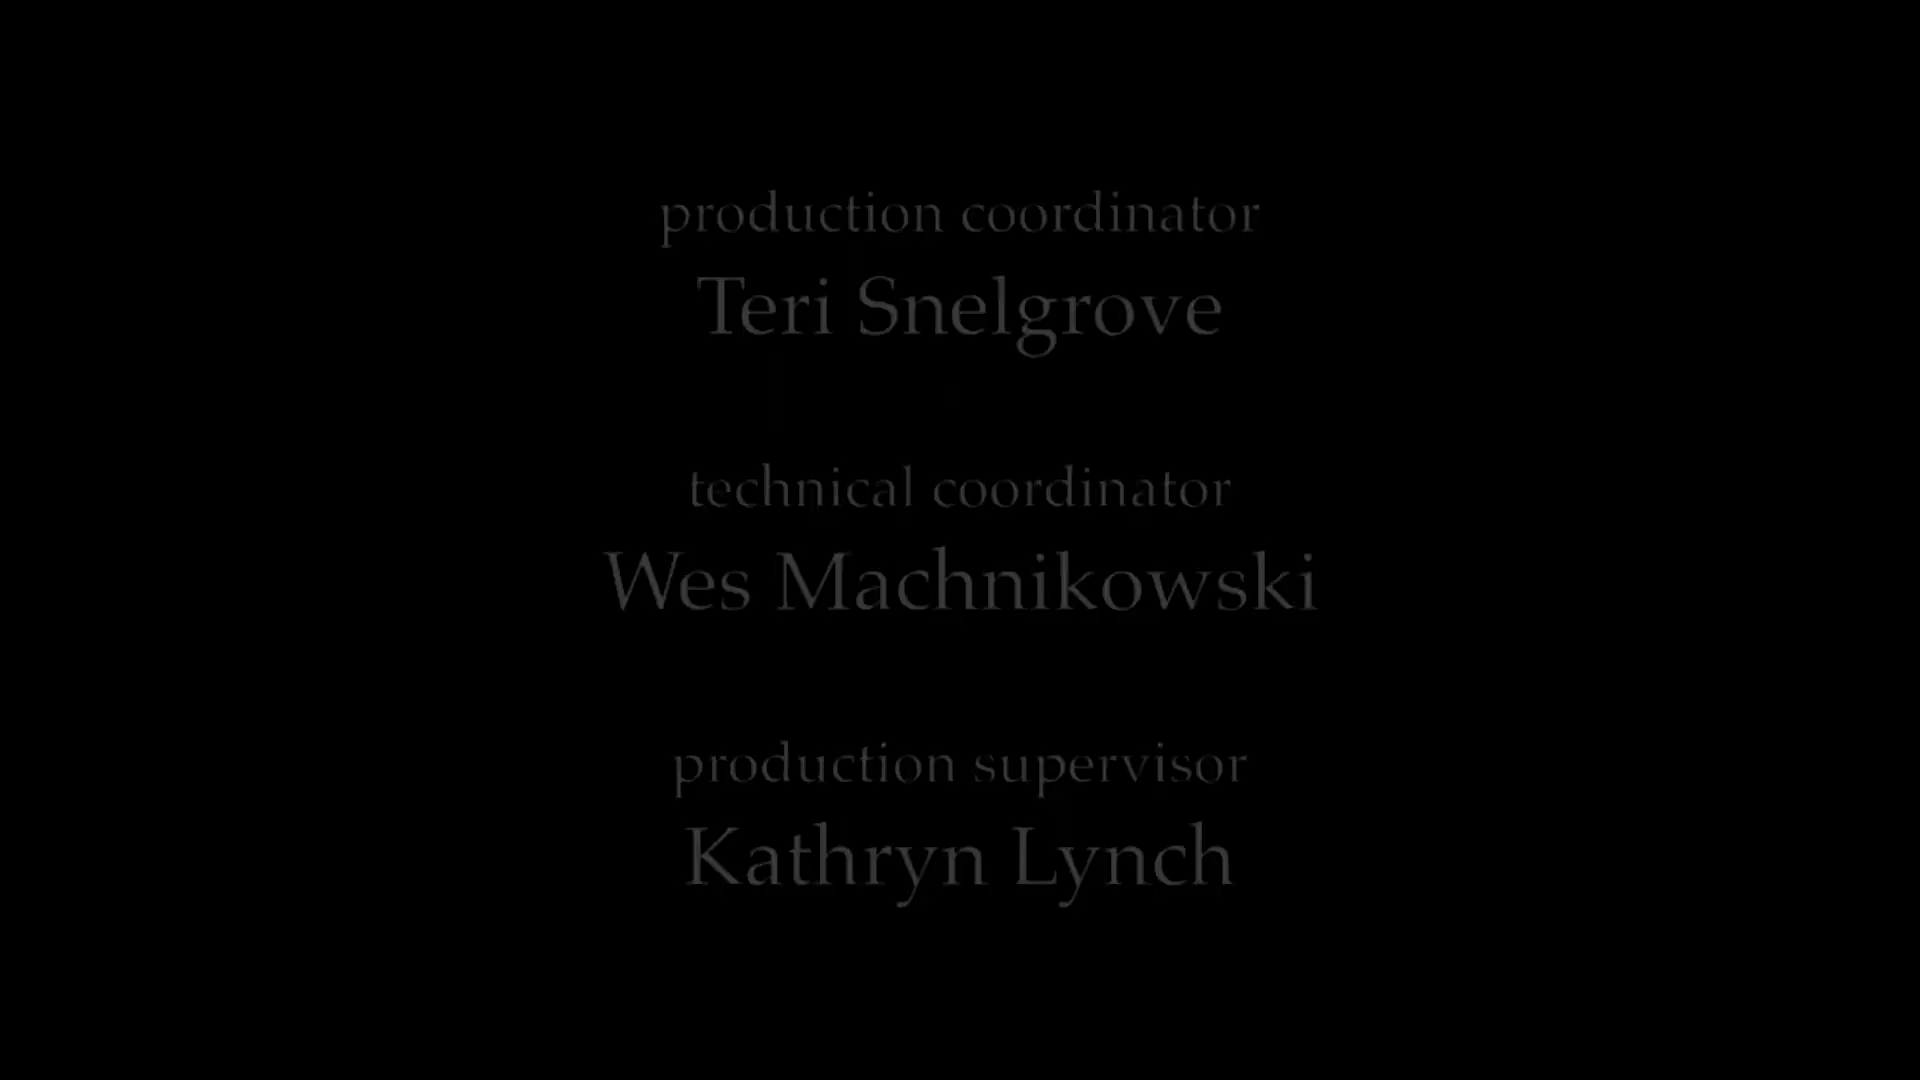 production coordinator
Teri Snelgrove
technical coordinator
Wes Machnikowski
production supervisor
Kathryn Lynch